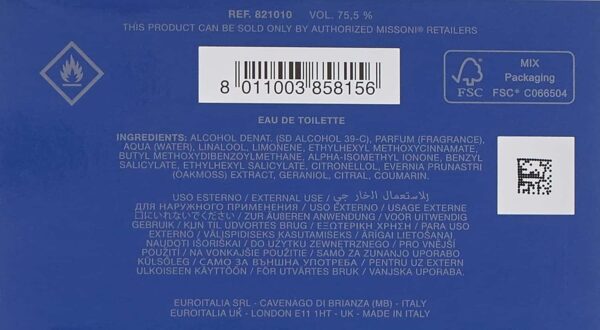 REF. 821010 VOL. 75,5 %
THIS PRODUCT CAN BE SOLD ONLY BY AUTHORIZED MISSONI® RETAILERS
8 011003 858156
MIX
Packaging
FSC
FSC® C066504
EAU DE TOILETTE
INGREDIENTS: ALCOHOL DENAT. (SD ALCOHOL 39-C), PARFUM (FRAGRANCE),
AQUA (WATER), LINALOOL, LIMONENE, ETHYLHEXYL METHOXYCINNAMATE,
BUTYL METHOXYDIBENZOYLMETHANE, ALPHA-ISOMETHYL IONONE, BENZYL
SALICYLATE, ETHYLHEXYL SALICYLATE, CITRONELLOL, EVERNIA PRUNASTRI
(OAKMOSS) EXTRACT, GERANIOL, CITRAL, COUMARIN.
USO ESTERNO / EXTERNAL USE / للاستعمال الخارجي /
ДЛЯ НАРУЖНОГО ПРИМЕНЕНИЯ / USO EXTERNO / USAGE EXTERNE
口にいれないでください / ZUR ÄUBEREN ANWENDUNG / VOOR UITWENDIG
GEBRUIK / KUN TIL UDVORTES BRUG / ΕΞΩΤΕΡΙΚΗ ΧΡΗΣΗ / PARA USO
EXTERNO / VÄLISPIDISEKS KASUTAMISEKS / ĀRĪGAI LIETOŠANAI
NAUDOTI IŠORIŠKAI / DO UŻYTKU ZEWNĘTRZNEGO / PRO VNĚJŠÍ
POUŽITÍ / NA VONKAJŠIE POUŽITIE / SAMO ZA ZUNANJO UPORABO
KÜLSŐLEG / САМО ЗА ВЪНШНА УПОТРЕБА / PENTRU UZ EXTERN
ULKOISEEN KÄYTTÖÖN / FÖR UTVÄRTES BRUK / VANJSKA UPORABA.
EUROITALIA SRL - CAVENAGO DI BRIANZA (MB) - ITALY
EUROITALIA UK - LONDON E11 1HT - UK - MADE IN ITALY